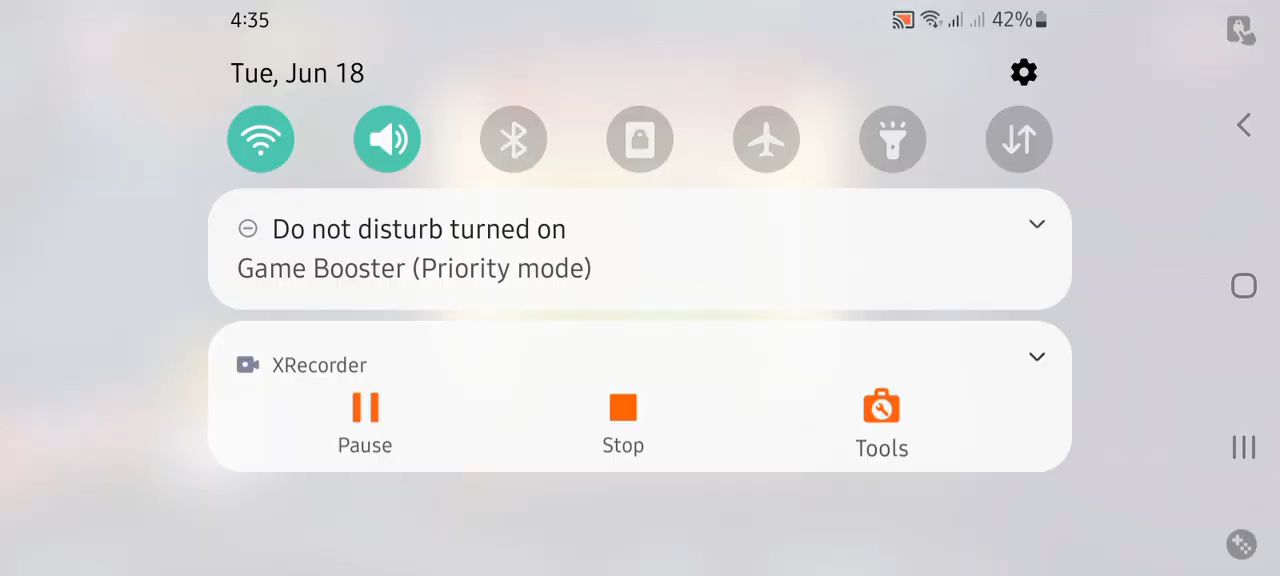 4:35
42%
Tue, Jun 18
Do not disturb turned on
Game Booster (Priority mode)
XRecorder
Pause
Stop
Tools